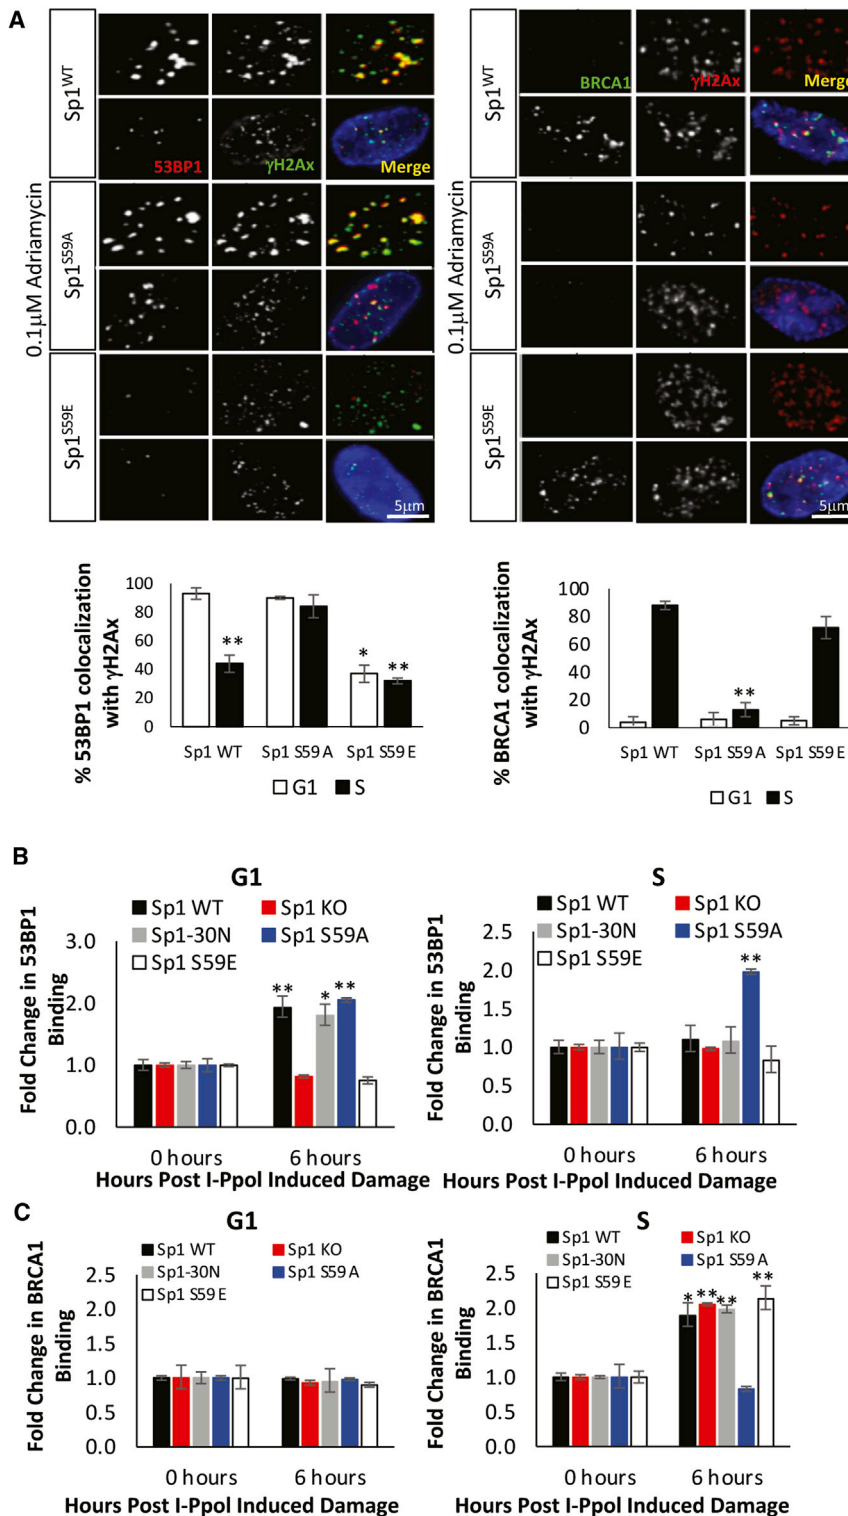 A
Sp1WT
Sp1S59A
Sp1S59E
0.1μM Adriamycin
53BP1
γH2Ax
Merge
5μm
Sp1WT
Sp1S59A
Sp1S59E
0.1μM Adriamycin
BRCA1
γH2Ax
Merge
5μm
% 53BP1 colocalization
with γH2Ax
100
80
60
40
20
0
**
*
**
Sp1 WT
Sp1 S59A
Sp1 S59E
G1
S
% BRCA1 colocalization
with γH2Ax
100
80
60
40
20
0
**
Sp1 WT
Sp1 S59A
Sp1 S59E
G1
S
B
G1
Sp1 WT
Sp1 KO
Sp1-30N
Sp1 S59A
Sp1 S59E
Fold Change in 53BP1
Binding
3.0
2.0
1.0
0.0
**
*
**
0 hours
6 hours
Hours Post I-PpoI Induced Damage
S
Sp1 WT
Sp1 KO
Sp1-30N
Sp1 S59A
Sp1 S59E
Fold Change in 53BP1
Binding
2.5
2.0
1.5
1.0
0.5
0.0
**
0 hours
6 hours
Hours Post I-PpoI Induced Damage
C
G1
Sp1 WT
Sp1 KO
Sp1-30N
Sp1 S59A
Sp1 S59E
Fold Change in BRCA1
Binding
2.5
2.0
1.5
1.0
0.5
0.0
0 hours
6 hours
Hours Post I-PpoI Induced Damage
S
Sp1 WT
Sp1 KO
Sp1-30N
Sp1 S59A
Sp1 S59E
Fold Change in BRCA1
Binding
2.5
2.0
1.5
1.0
0.5
0.0
*
**
**
**
0 hours
6 hours
Hours Post I-PpoI Induced Damage